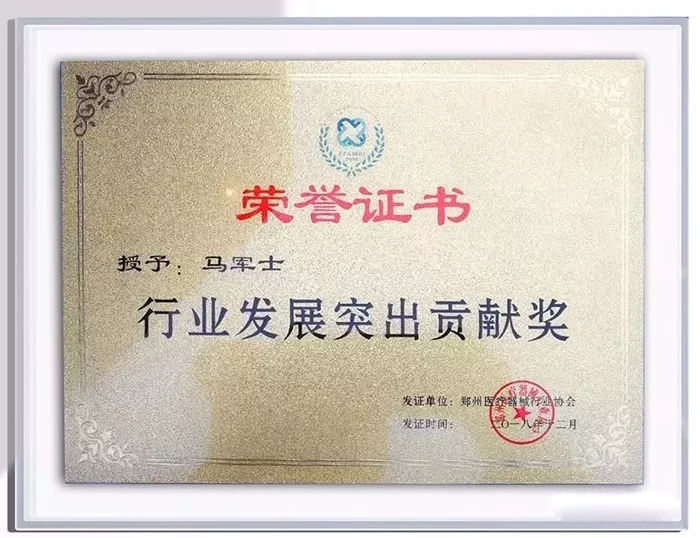 荣誉证书
授予：马军士
行业发展突出贡献奖
发证单位：郑州医疗器械行业协会
发证时间：二〇一八年十二月